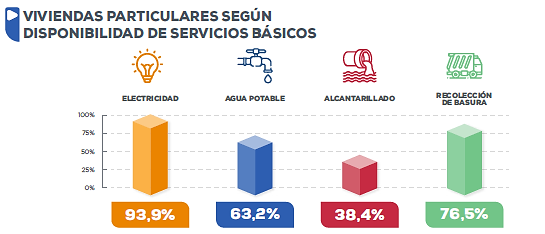 VIVIENDAS PARTICULARES SEGÚN
DISPONIBILIDAD DE SERVICIOS BÁSICOS
ELECTRICIDAD
AGUA POTABLE
ALCANTARILLADO
RECOLECCIÓN
DE BASURA
100%
75%
50%
25%
0%
93,9%
63,2%
38,4%
76,5%